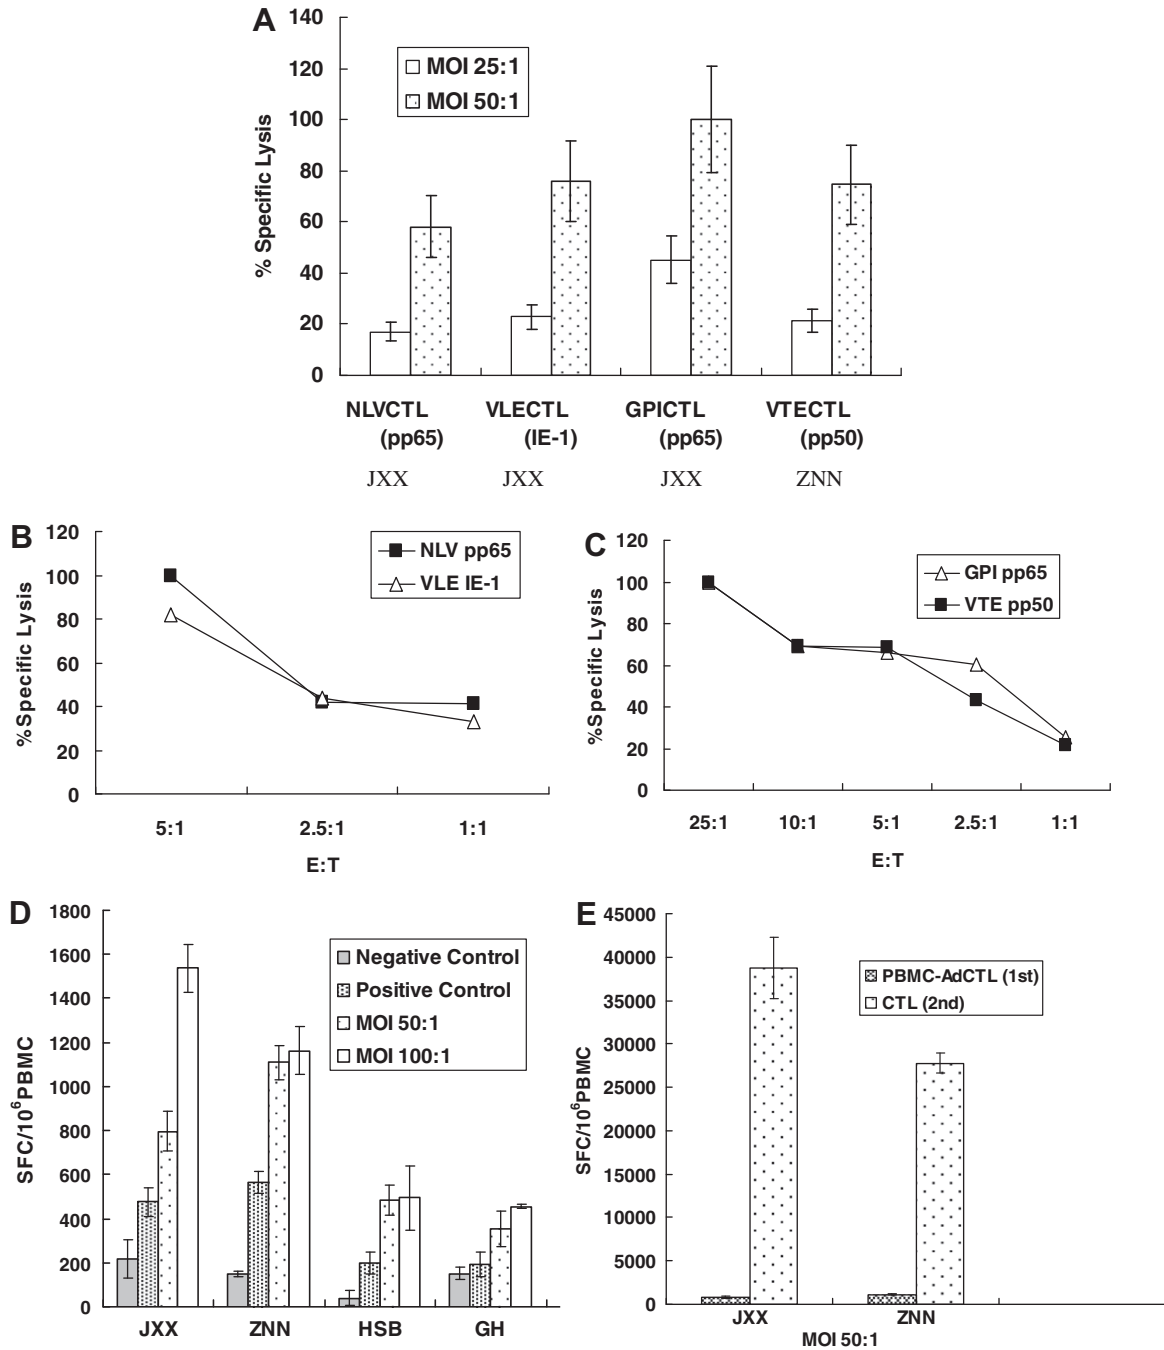 A
140
120
100
80
60
40
20
0
% Specific Lysis
MOI 25:1
MOI 50:1
NLVCTL VLECTL GPICTL VTECTL
(pp65) (IE-1) (pp65) (pp50)
JXX JXX JXX ZNN
B
120
100
80
60
40
20
0
%Specific Lysis
NLV pp65
VLE IE-1
5:1 2.5:1 1:1
E:T
C
120
100
80
60
40
20
0
%Specific Lysis
GPI pp65
VTE pp50
25:1 10:1 5:1 2.5:1 1:1
E:T
D
1800
1600
1400
1200
1000
800
600
400
200
0
SFC/10⁶PBMC
Negative Control
Positive Control
MOI 50:1
MOI 100:1
JXX ZNN HSB GH
E
45000
40000
35000
30000
25000
20000
15000
10000
5000
0
SFC/10⁶PBMC
PBMC-AdCTL (1st)
CTL (2nd)
JXX ZNN
MOI 50:1